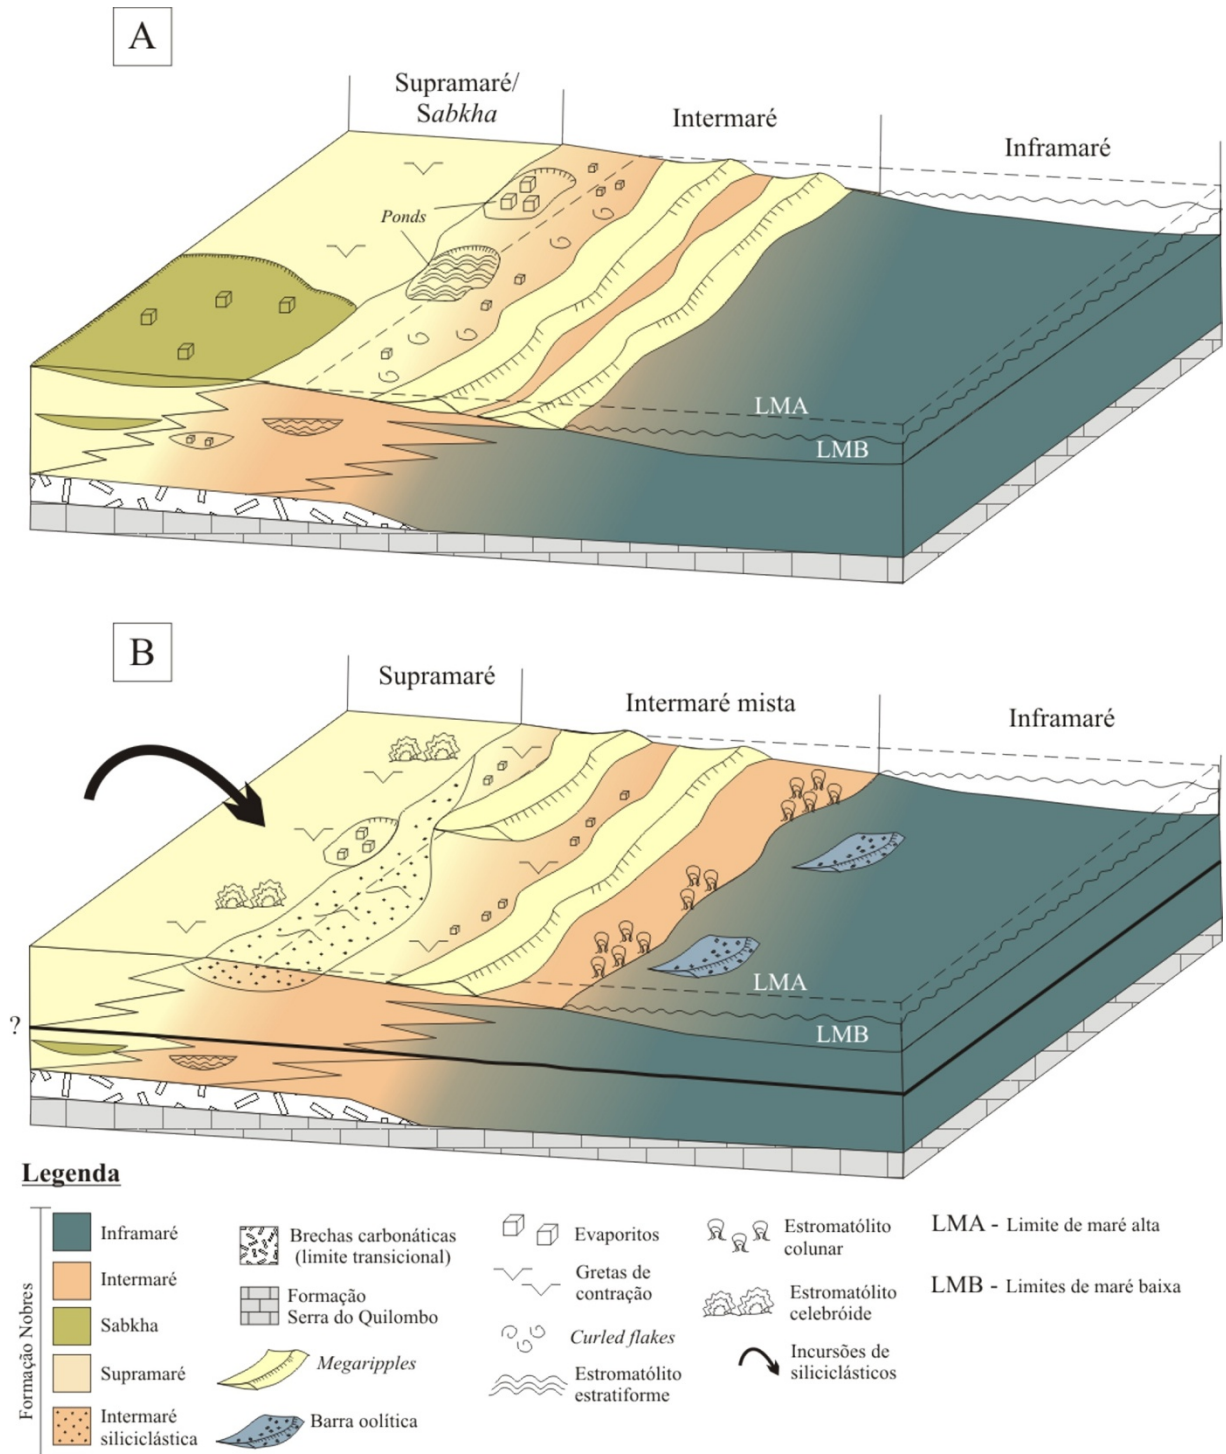 A
Supramaré/
Sabkha
Intermaré
Inframaré
Ponds
LMA
LMB
B
Supramaré
Intermaré mista
Inframaré
LMA
LMB
?
Legenda
Formação Nobres
Inframaré
Intermaré
Sabkha
Supramaré
Intermaré
siliciclástica
Brechas carbonáticas
(limite transicional)
Formação
Serra do Quilombo
Megaripples
Barra oolítica
Evaporitos
Gretas de
contração
Curled flakes
Estromatólito
estratiforme
Estromatólito
colunar
Estromatólito
celebróide
Incursões de
siliciclásticos
LMA - Limite de maré alta
LMB - Limites de maré baixa